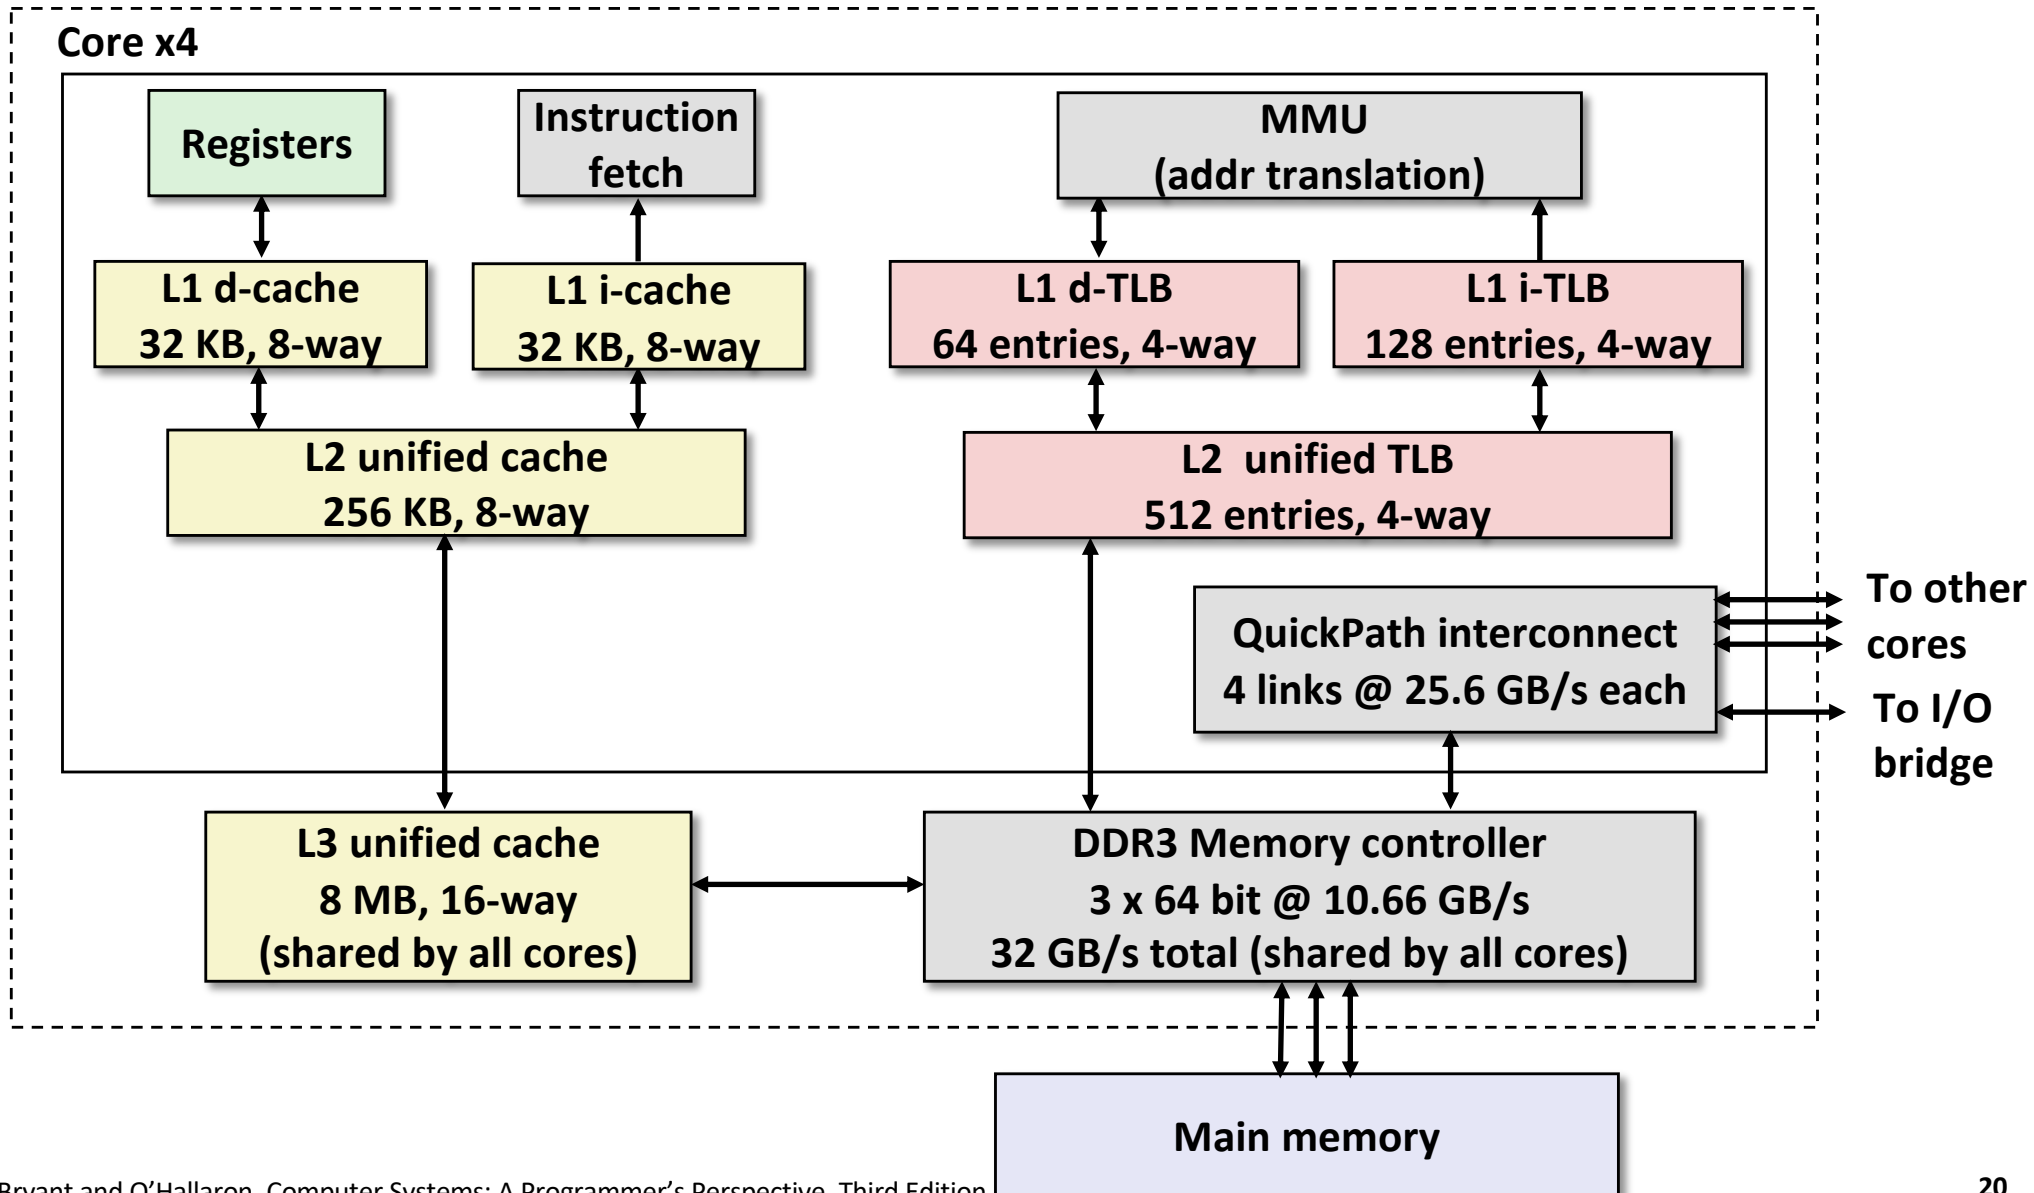 Core x4
Registers
Instruction
fetch
MMU
(addr translation)
L1 d-cache
32 KB, 8-way
L1 i-cache
32 KB, 8-way
L1 d-TLB
64 entries, 4-way
L1 i-TLB
128 entries, 4-way
L2 unified cache
256 KB, 8-way
L2  unified TLB
512 entries, 4-way
QuickPath interconnect
4 links @ 25.6 GB/s each
To other
cores
To I/O
bridge
L3 unified cache
8 MB, 16-way
(shared by all cores)
DDR3 Memory controller
3 x 64 bit @ 10.66 GB/s
32 GB/s total (shared by all cores)
Main memory
Bryant and O'Hallaron, Computer Systems: A Programmer's Perspective, Third Edition
20